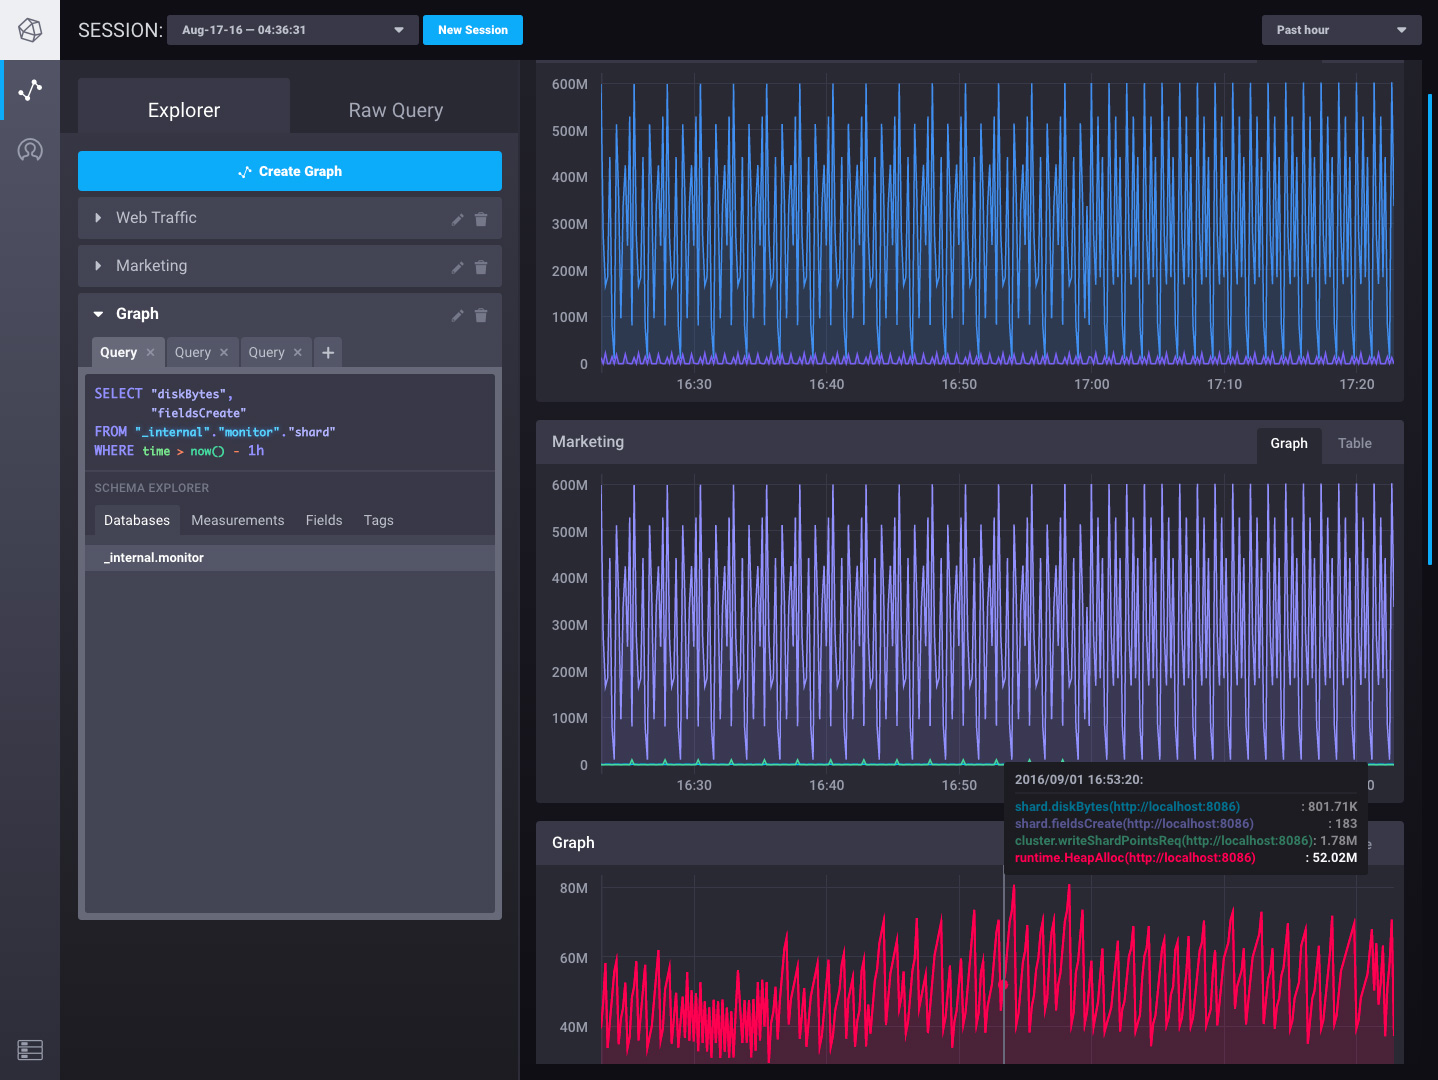 SESSION: Aug-17-16 — 04:36:31 New Session Past hour
Explorer Raw Query
Create Graph
Web Traffic
Marketing
Graph
Query × Query × Query × +
SELECT "diskBytes",
"fieldsCreate"
FROM "_internal"."monitor"."shard"
WHERE time > now() - 1h
SCHEMA EXPLORER
Databases Measurements Fields Tags
_internal.monitor
600M
500M
400M
300M
200M
100M
0
16:30 16:40 16:50 17:00 17:10 17:20
Marketing Graph Table
600M
500M
400M
300M
200M
100M
0
16:30 16:40 16:50 0
2016/09/01 16:53:20:
shard.diskBytes(http://localhost:8086) : 801.71K
shard.fieldsCreate(http://localhost:8086) : 183
cluster.writeShardPointsReq(http://localhost:8086): 1.78M
runtime.HeapAlloc(http://localhost:8086) : 52.02M
Graph e
80M
60M
40M